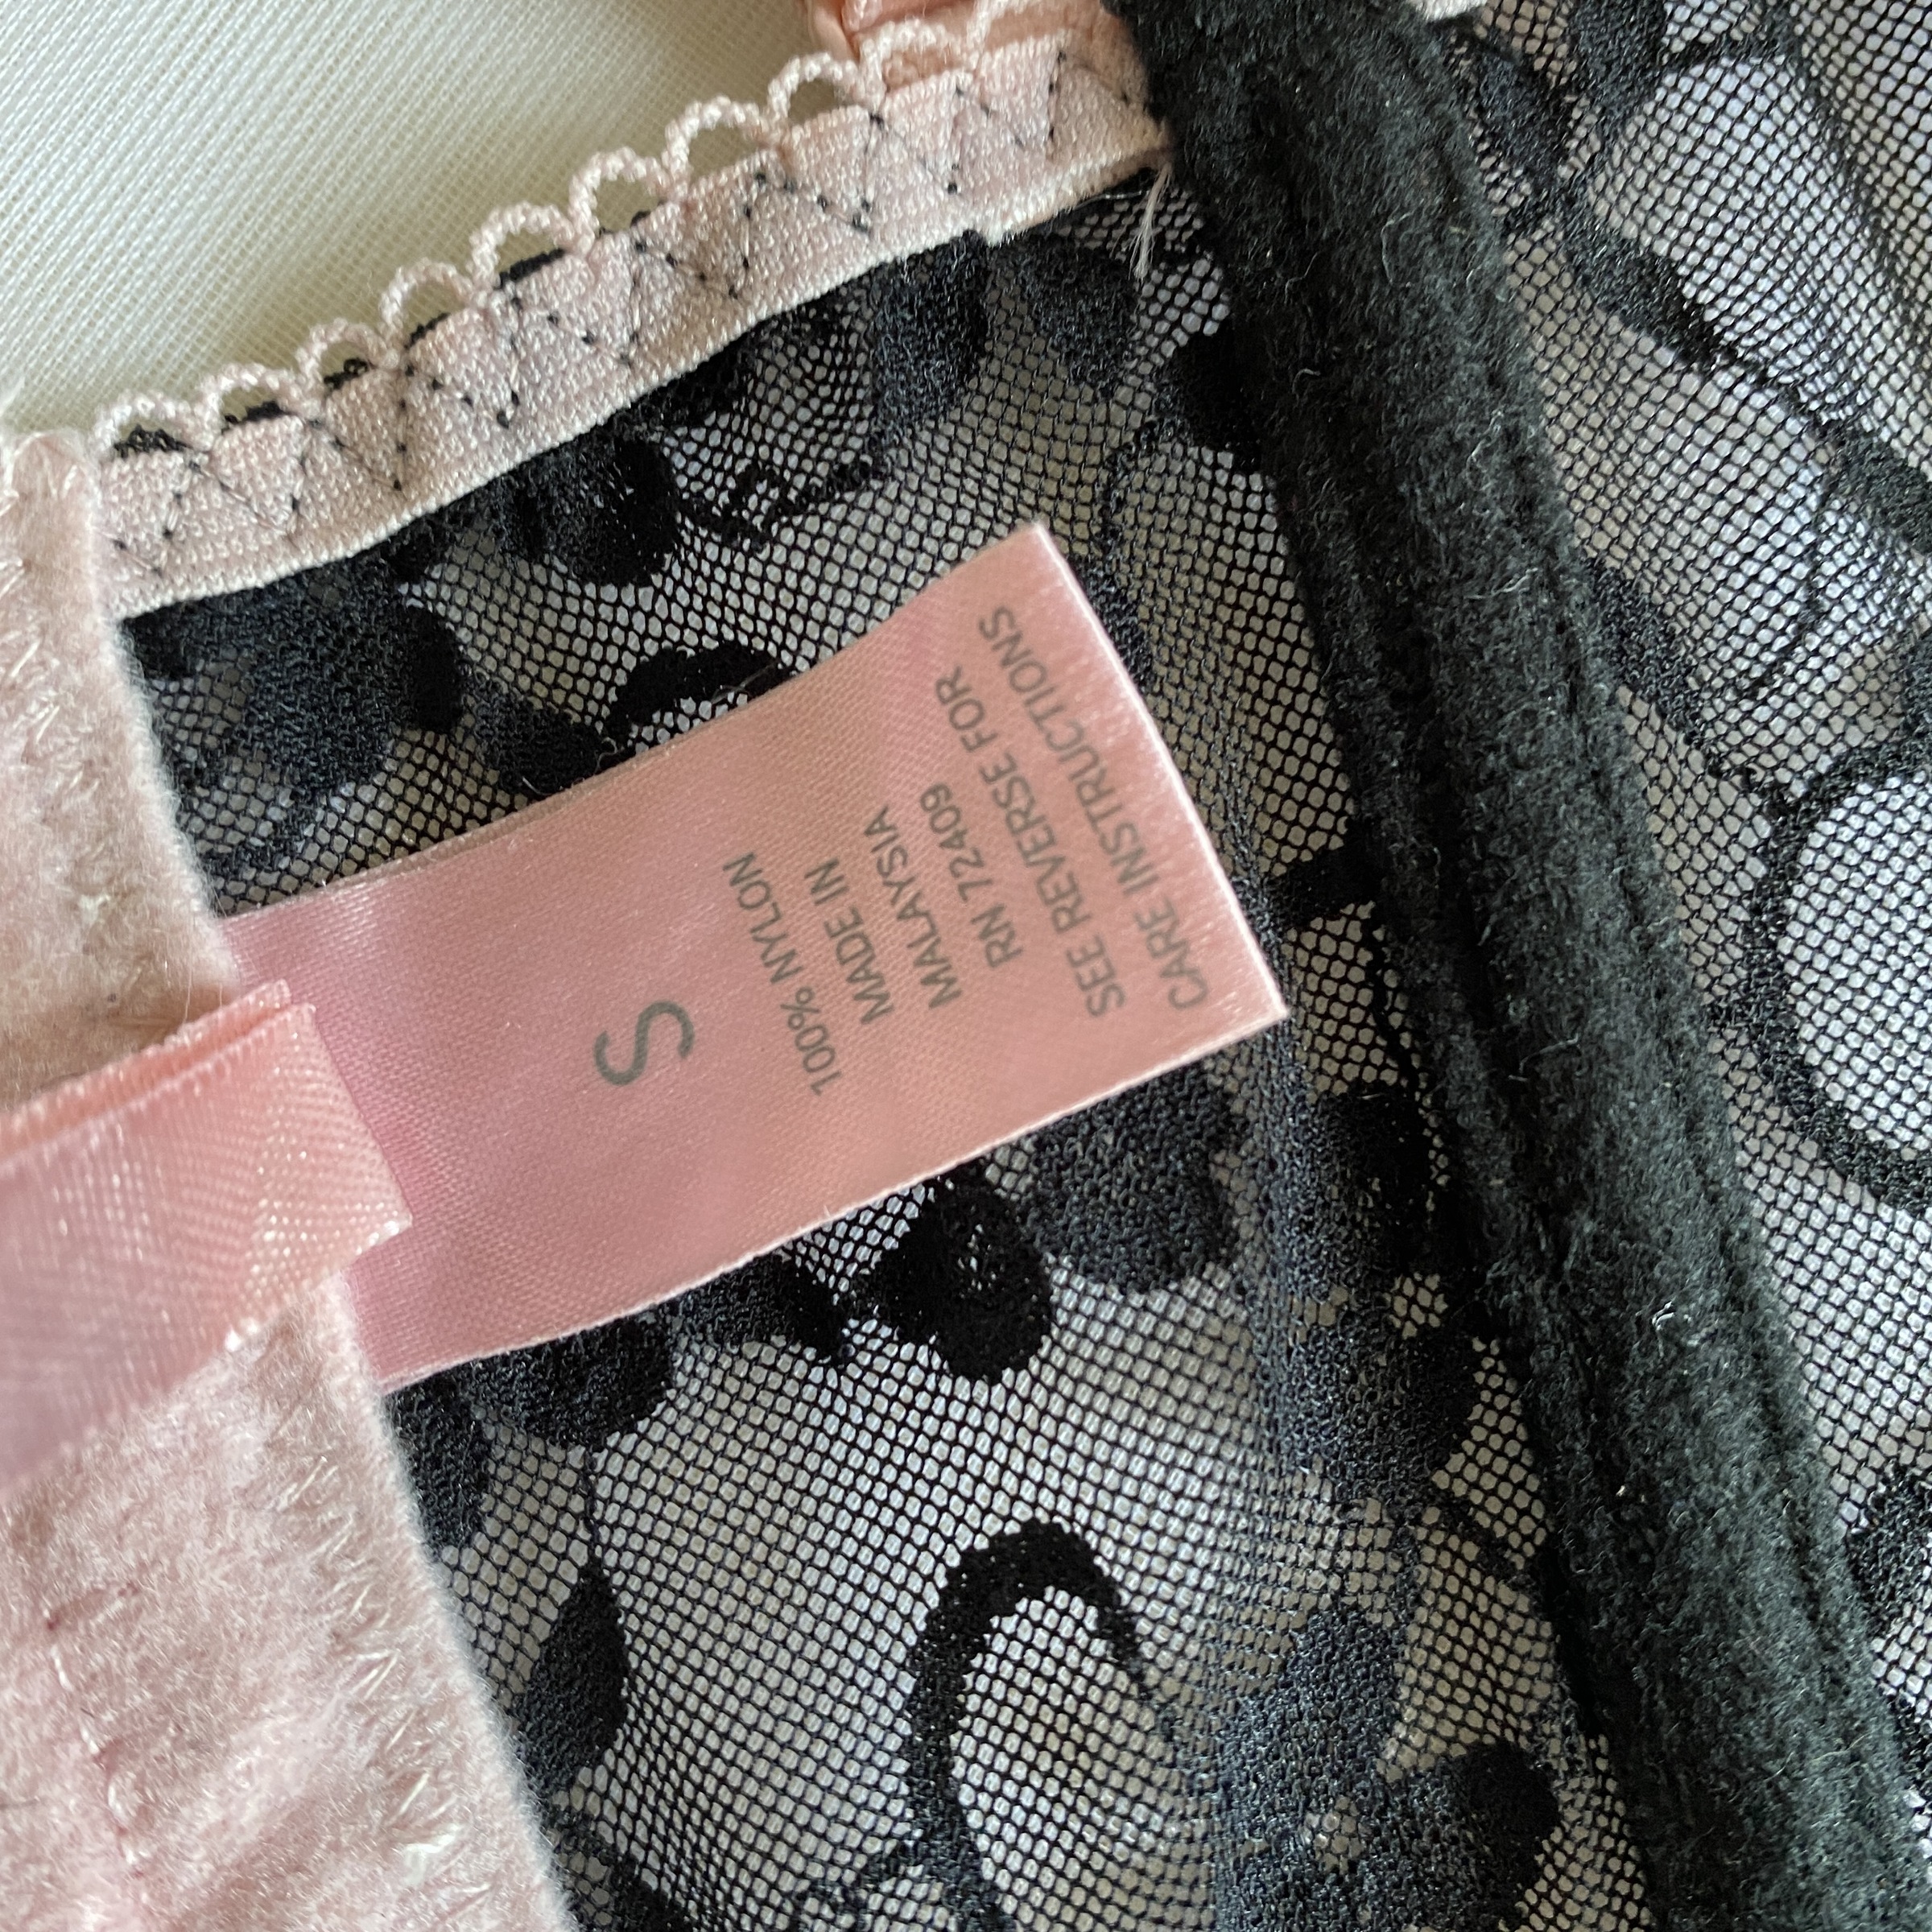 S
100% NYLON
MADE IN
MALAYSIA
RN 72409
SEE REVERSE FOR
CARE INSTRUCTIONS